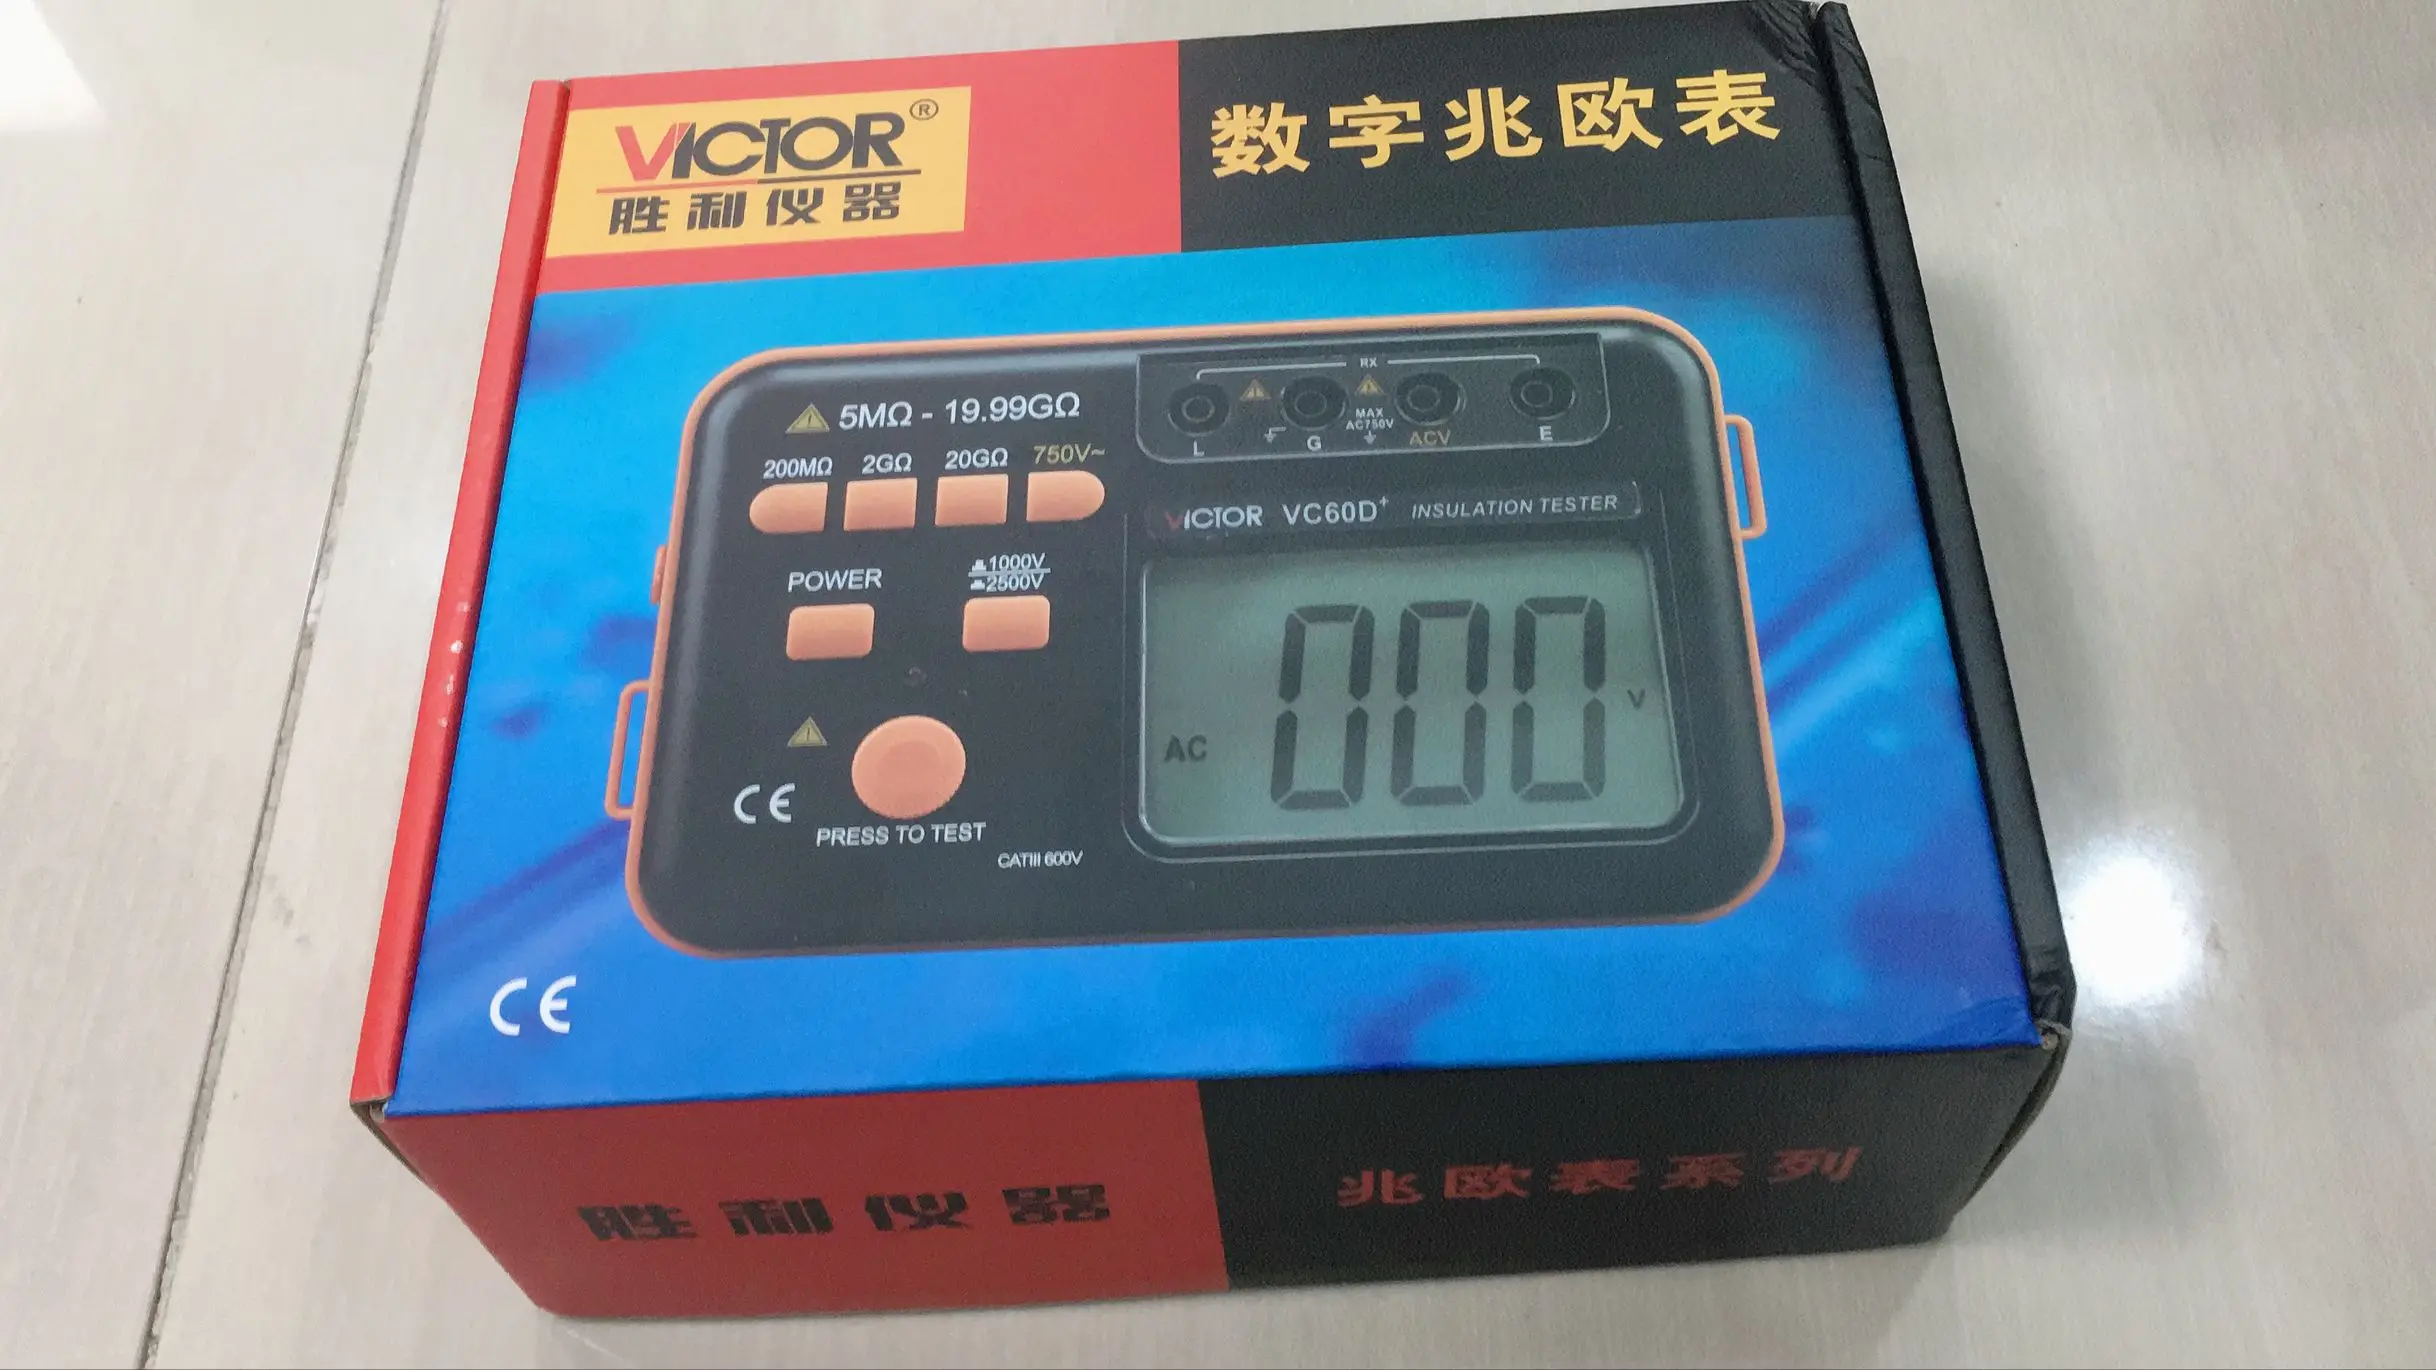 VICTOR®
胜利仪器
数字兆欧表
5MΩ - 19.99GΩ
200MΩ 2GΩ 20GΩ 750V~
POWER
1000V
2500V
PRESS TO TEST
CATIII 600V
CE
RX
MAX
AC750V
L G ACV E
VICTOR VC60D+ INSULATION TESTER
AC 000 V
CE
胜利仪器
兆欧表系列